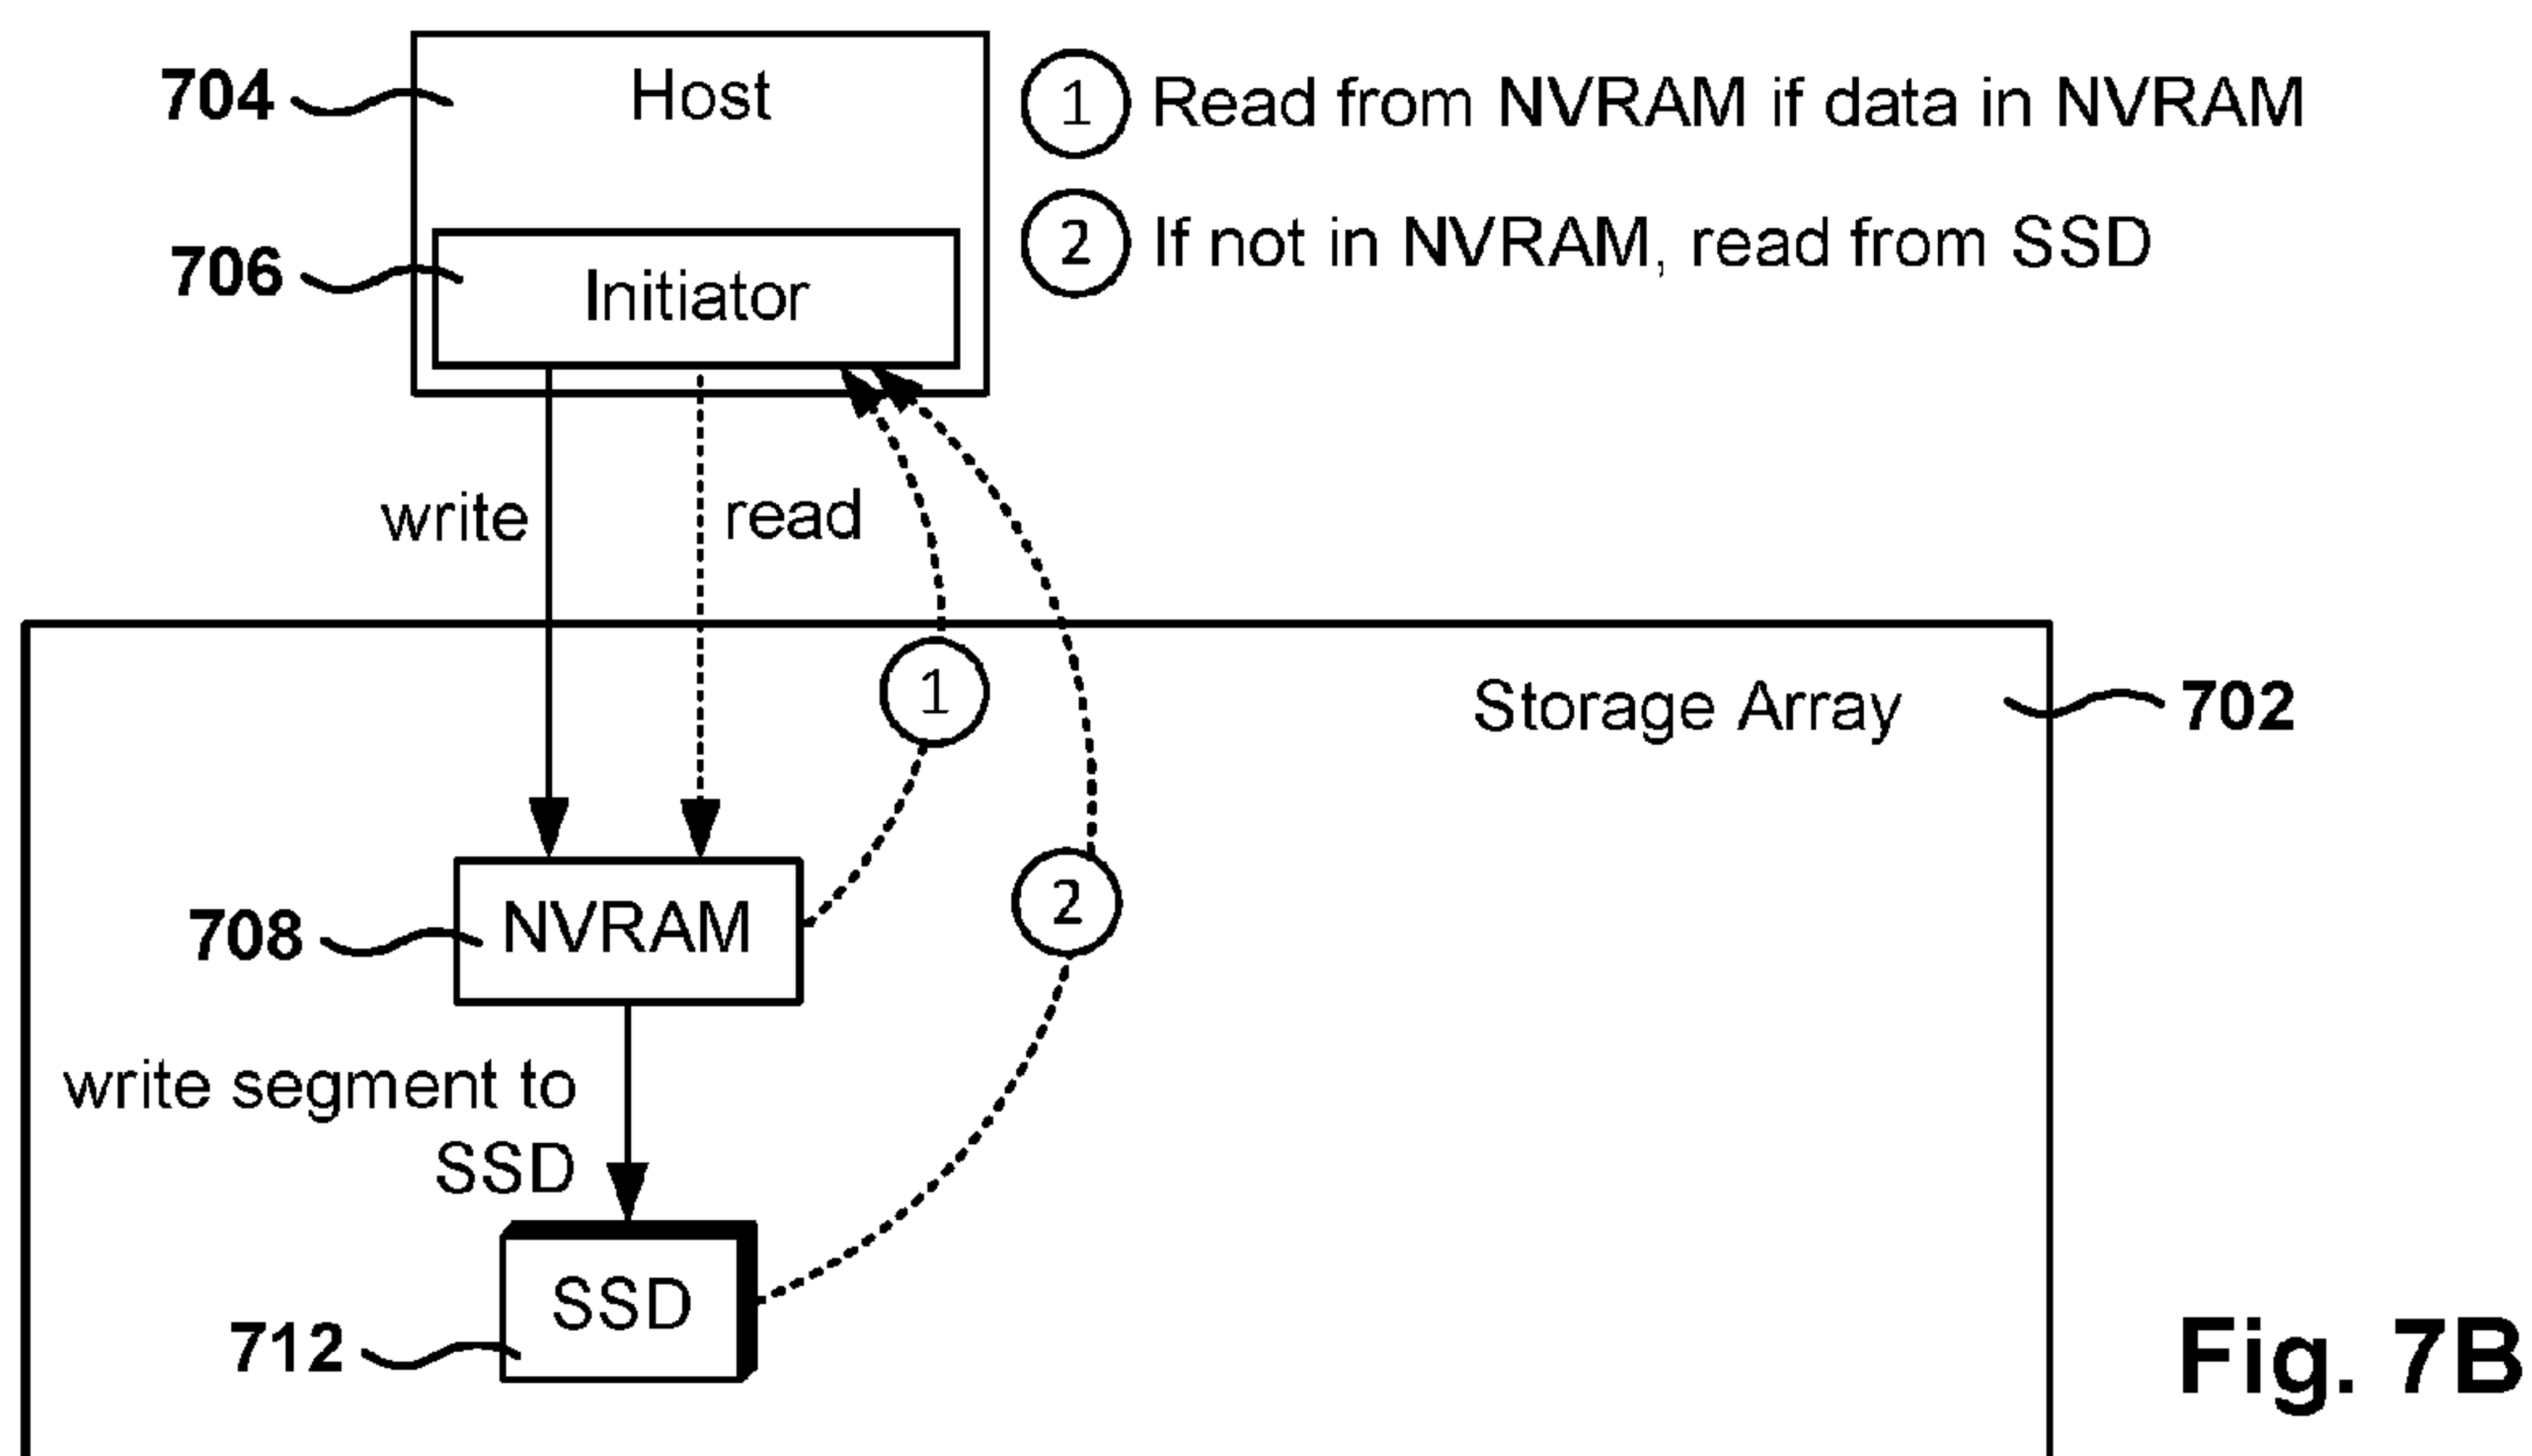 704
Host
1 Read from NVRAM if data in NVRAM
2 If not in NVRAM, read from SSD
706
Initiator
write
read
1
Storage Array
702
2
708
NVRAM
write segment to
SSD
SSD
712
Fig. 7B